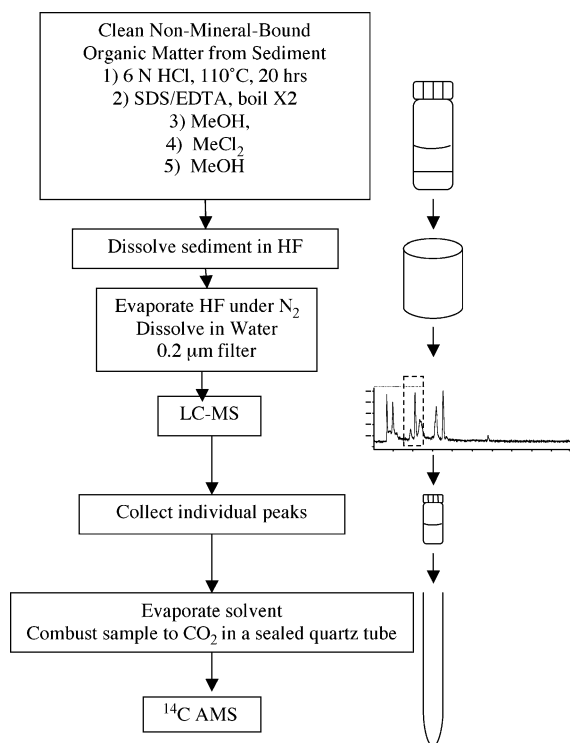 Clean Non-Mineral-Bound
Organic Matter from Sediment
1) 6 N HCl, 110˚C, 20 hrs
2) SDS/EDTA, boil X2
3) MeOH,
4) MeCl₂
5) MeOH
Dissolve sediment in HF
Evaporate HF under N₂
Dissolve in Water
0.2 μm filter
LC-MS
Collect individual peaks
Evaporate solvent
Combust sample to CO₂ in a sealed quartz tube
¹⁴C AMS